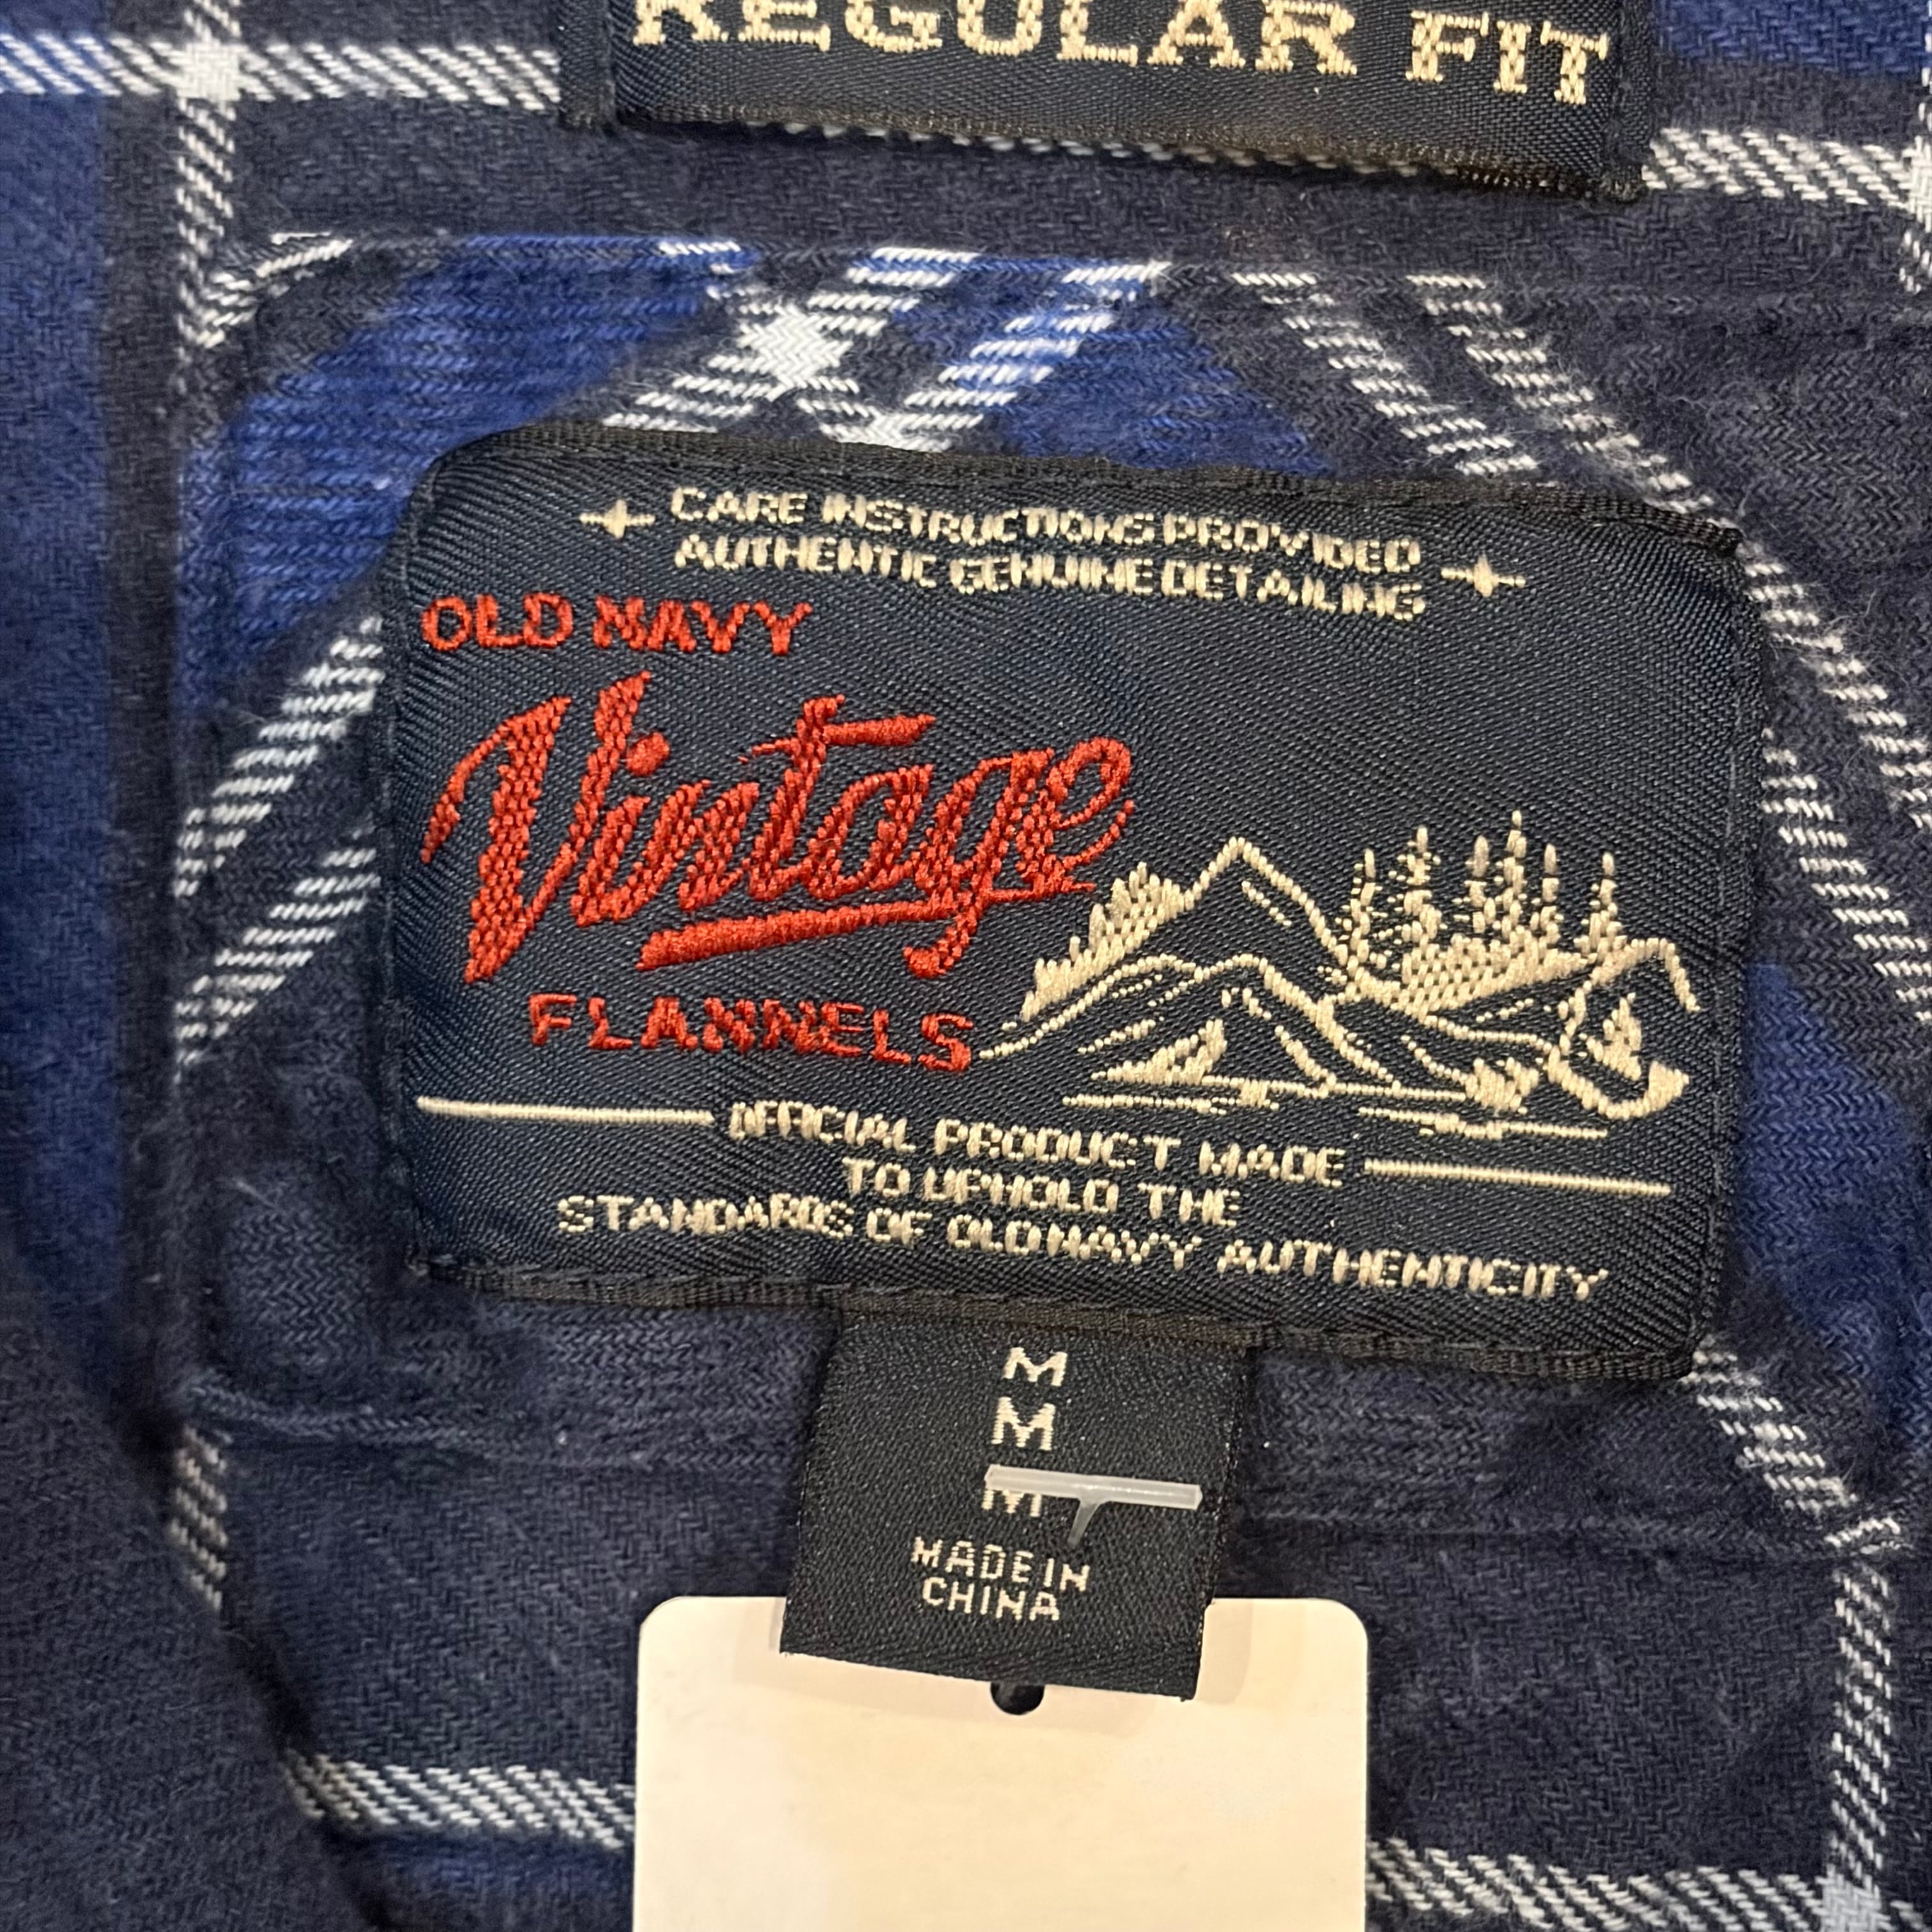 REGULAR FIT
CARE INSTRUCTIONS PROVIDED
AUTHENTIC GENUINE DETAILING
OLD NAVY
Vintage
FLANNELS
OFFICIAL PRODUCT MADE
TO UPHOLD THE
STANDARDS OF OLD NAVY AUTHENTICITY
M
M
M
MADE IN
CHINA